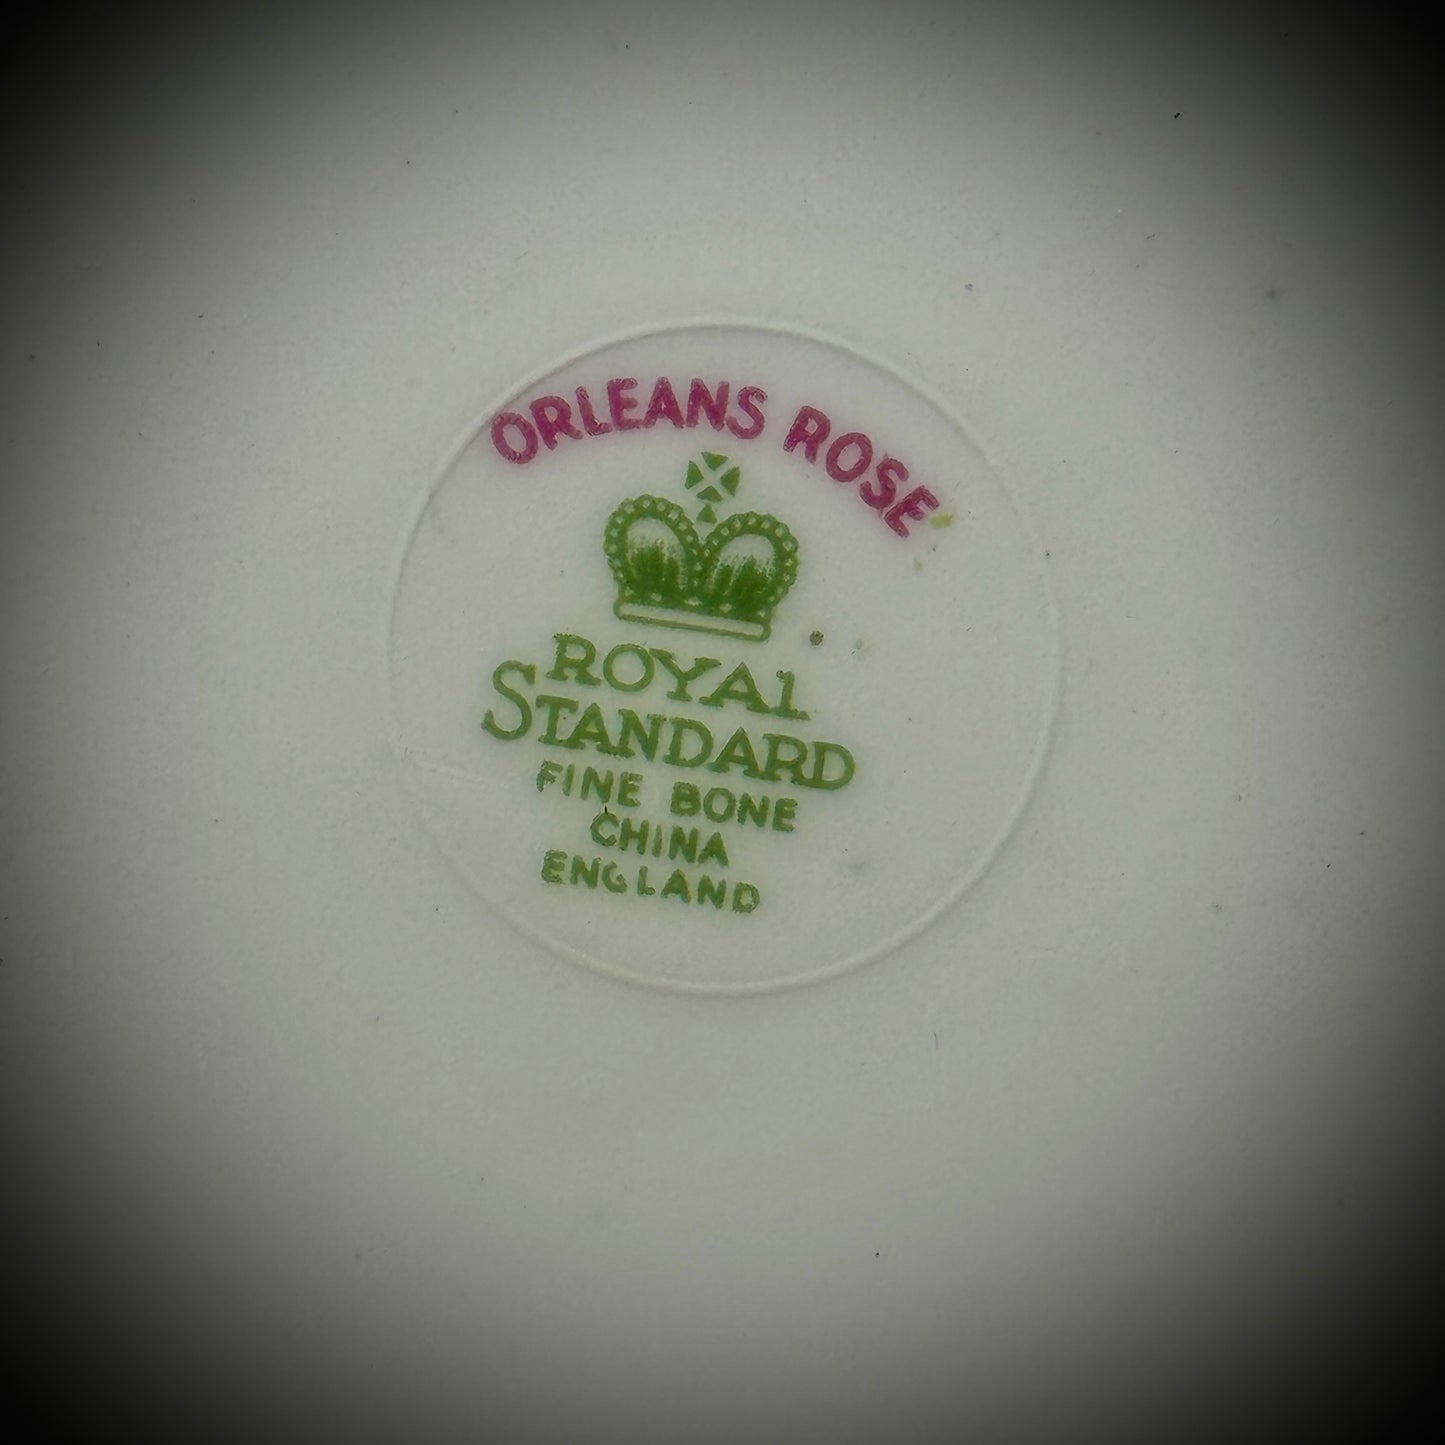 ORLEANS ROSE
ROYAL
STANDARD
FINE BONE
CHINA
ENGLAND